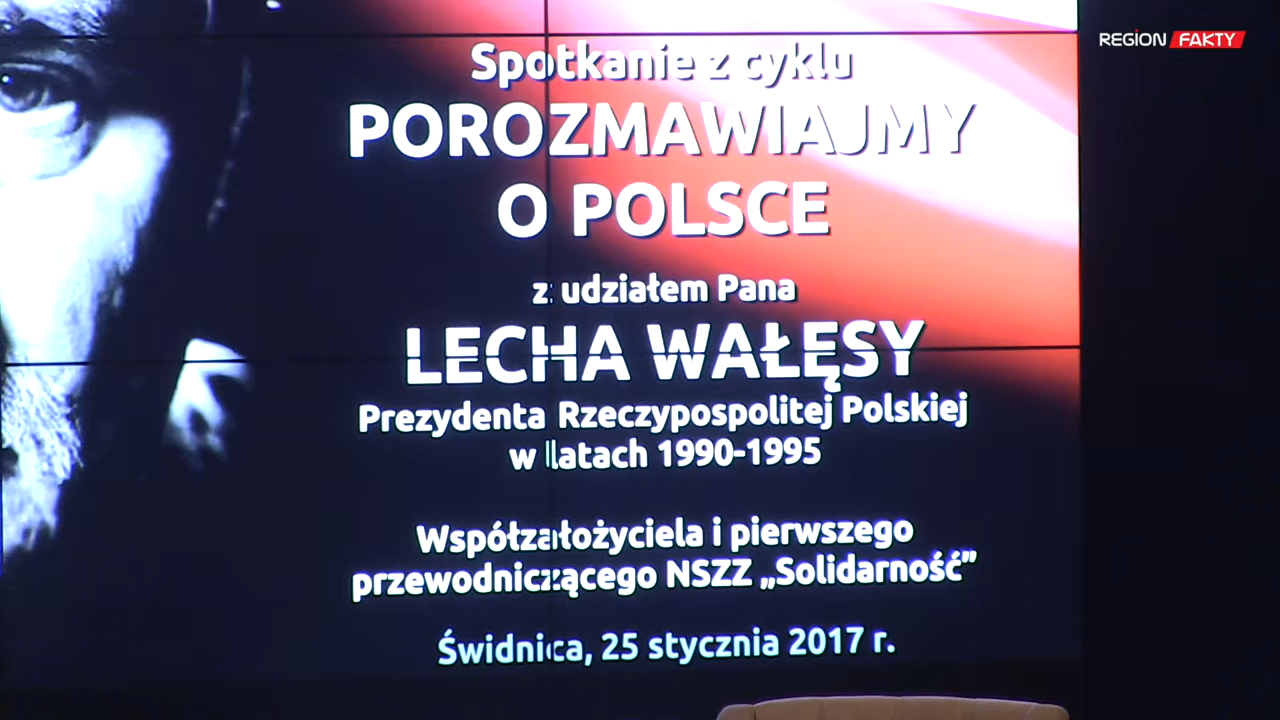 REGION FAKTY
Spotkanie z cyklu
POROZMAWIAJMY
O POLSCE
z udziałem Pana
LECHA WAŁĘSY
Prezydenta Rzeczypospolitej Polskiej
w latach 1990-1995
Współzałożyciela i pierwszego
przewodniczącego NSZZ „Solidarność”
Świdnica, 25 stycznia 2017 r.